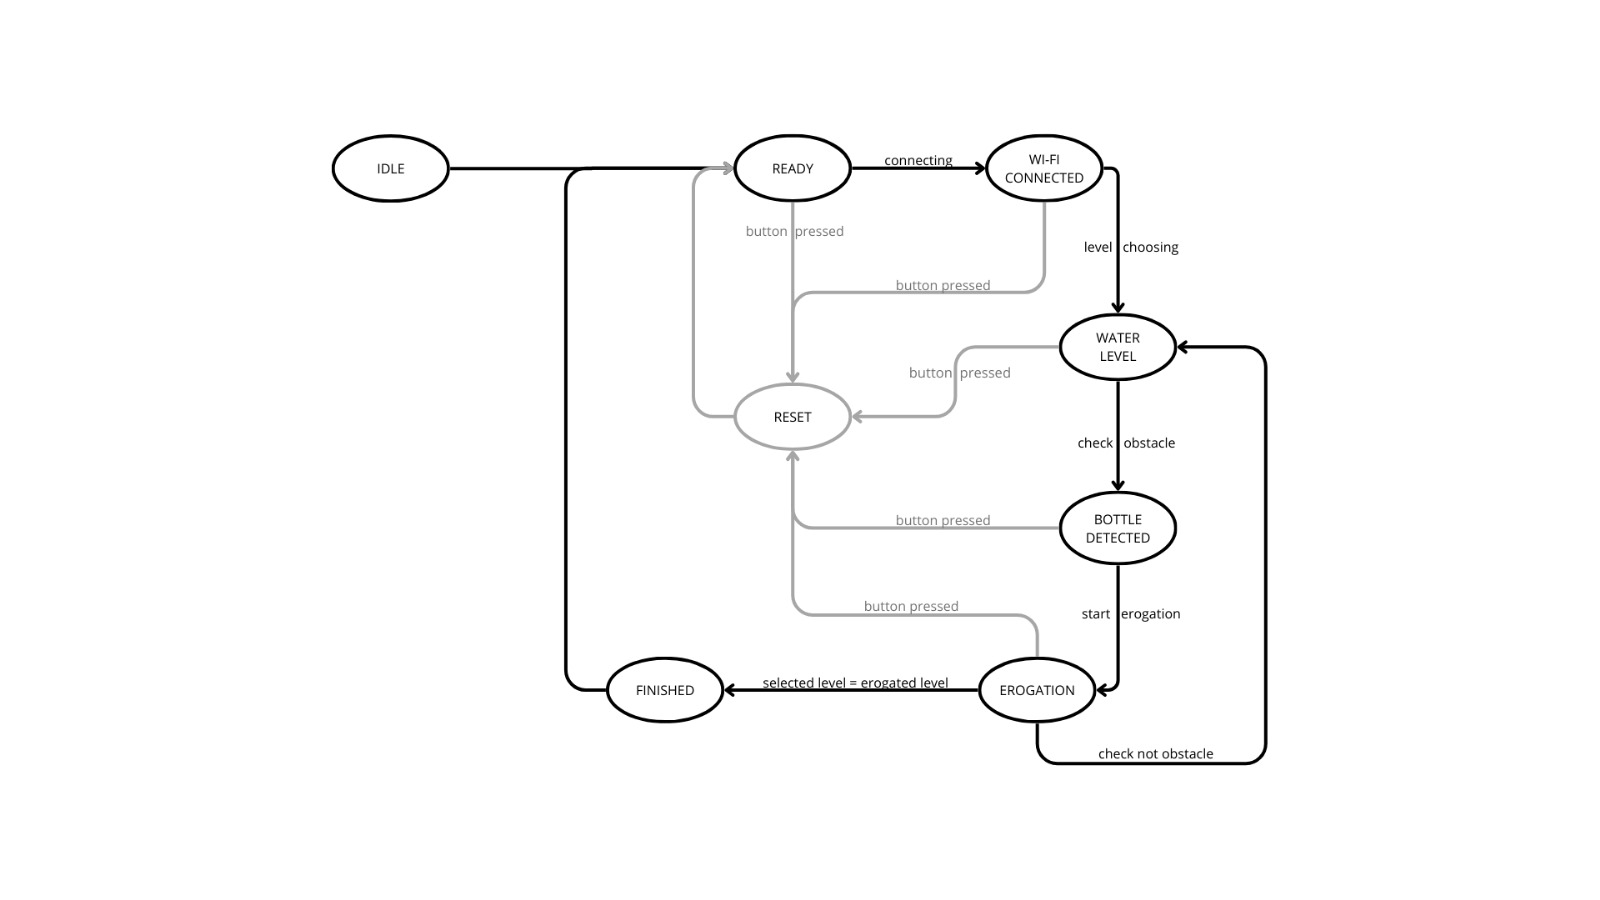 IDLE
READY
connecting
WI-FI
CONNECTED
button pressed
level choosing
button pressed
WATER
LEVEL
button pressed
RESET
check obstacle
BOTTLE
DETECTED
button pressed
button pressed
start erogation
FINISHED
selected level = erogated level
EROGATION
check not obstacle